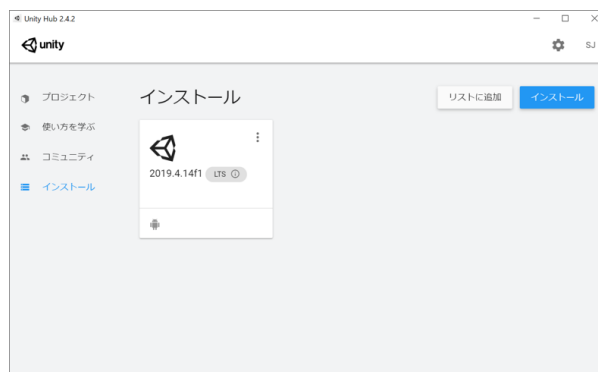 Unity Hub 2.4.2
unity
SJ
プロジェクト
使い方を学ぶ
コミュニティ
インストール
インストール
リストに追加
インストール
2019.4.14f1 LTS